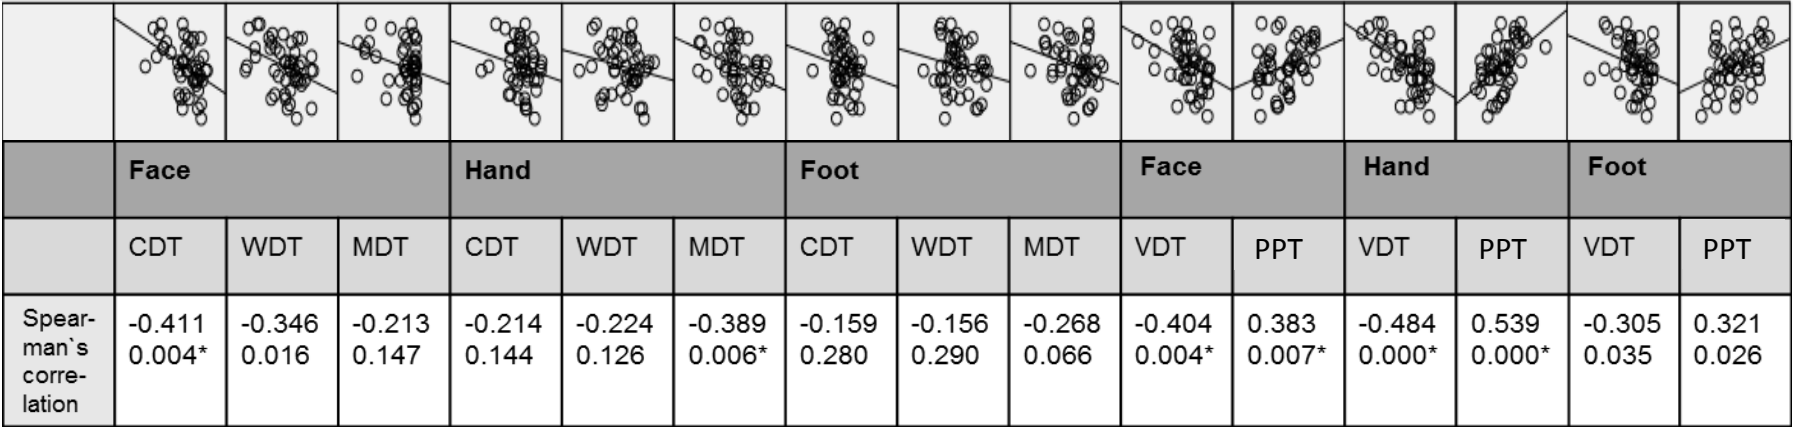 Face Hand Foot Face Hand Foot
CDT WDT MDT CDT WDT MDT CDT WDT MDT VDT PPT VDT PPT VDT PPT
Spear- -0.411 -0.346 -0.213 -0.214 -0.224 -0.389 -0.159 -0.156 -0.268 -0.404 0.383 -0.484 0.539 -0.305 0.321
man`s 0.004* 0.016 0.147 0.144 0.126 0.006* 0.280 0.290 0.066 0.004* 0.007* 0.000* 0.000* 0.035 0.026
corre-
lation